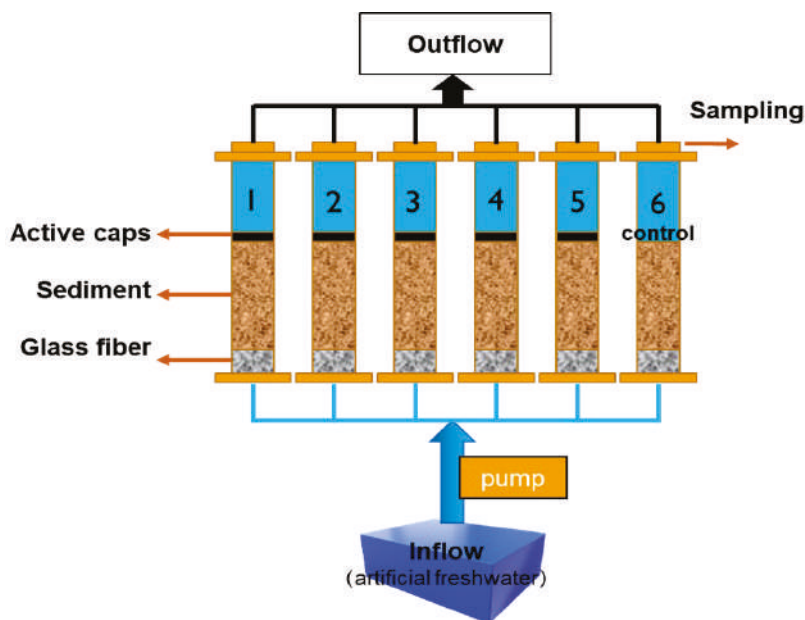 Outflow
Sampling
1
2
3
4
5
6
control
Active caps
Sediment
Glass fiber
pump
Inflow
(artificial freshwater)